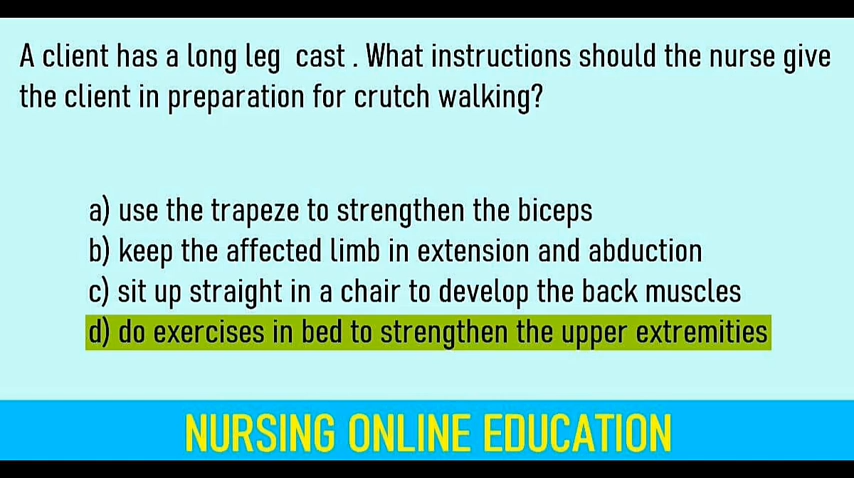 A client has a long leg cast . What instructions should the nurse give
the client in preparation for crutch walking?
a) use the trapeze to strengthen the biceps
b) keep the affected limb in extension and abduction
c) sit up straight in a chair to develop the back muscles
d) do exercises in bed to strengthen the upper extremities
NURSING ONLINE EDUCATION